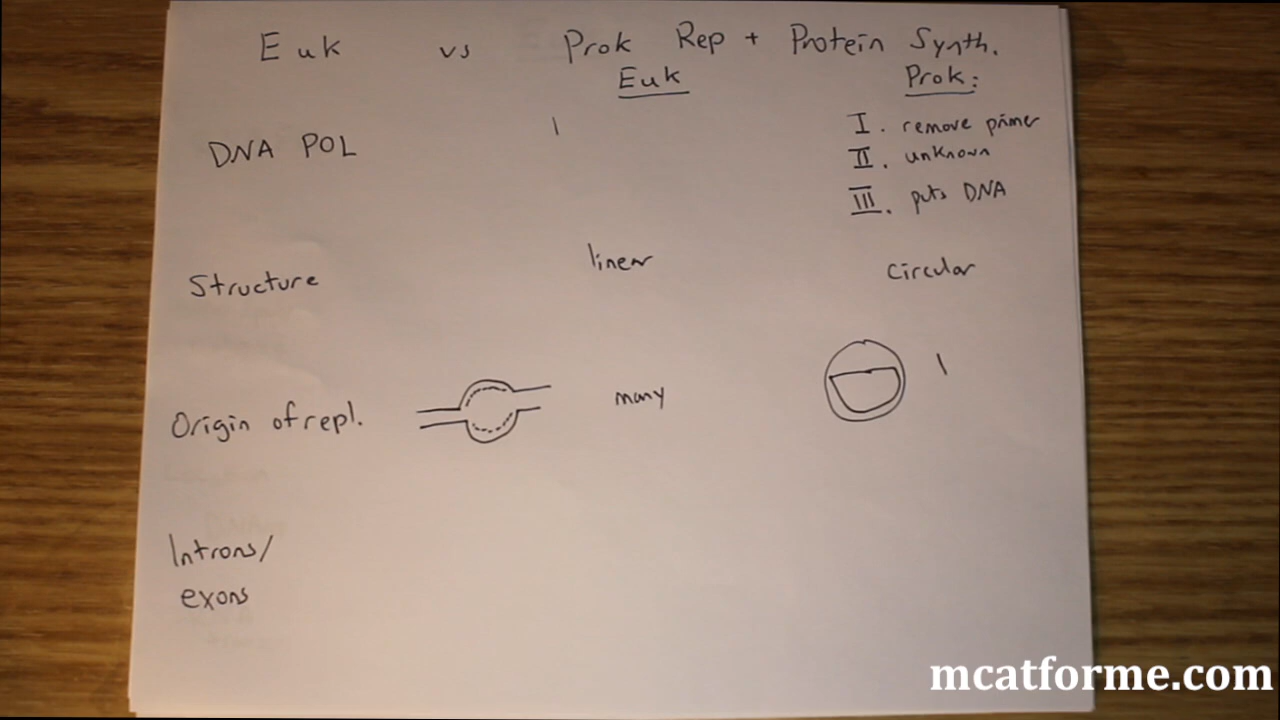 Euk vs Prok Rep + Protein Synth.
Euk Prok:
DNA POL 1 I. remove primer
II. unknown
III. puts DNA
Structure linear circular
Origin of repl. many 1
Introns/
exons
mcatforme.com